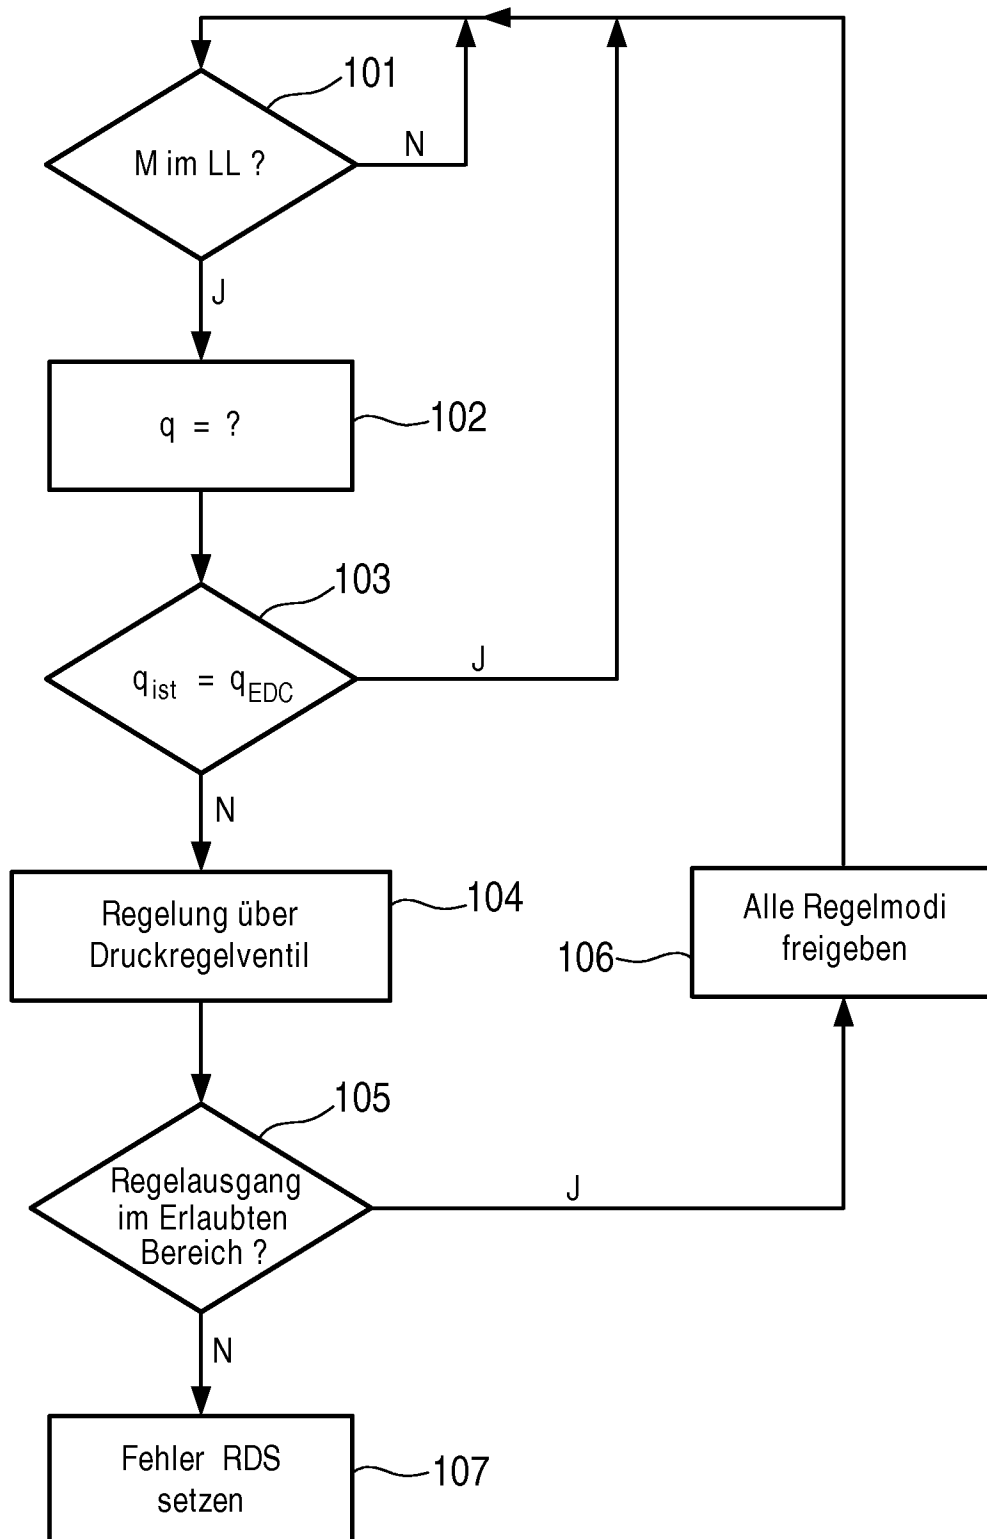 101
M im LL ?
N
J
q = ?
102
103
q_ist = q_EDC
J
N
Regelung über
Druckregelventil
104
Alle Regelmodi
freigeben
106
105
Regelausgang
im Erlaubten
Bereich ?
J
N
Fehler RDS
setzen
107